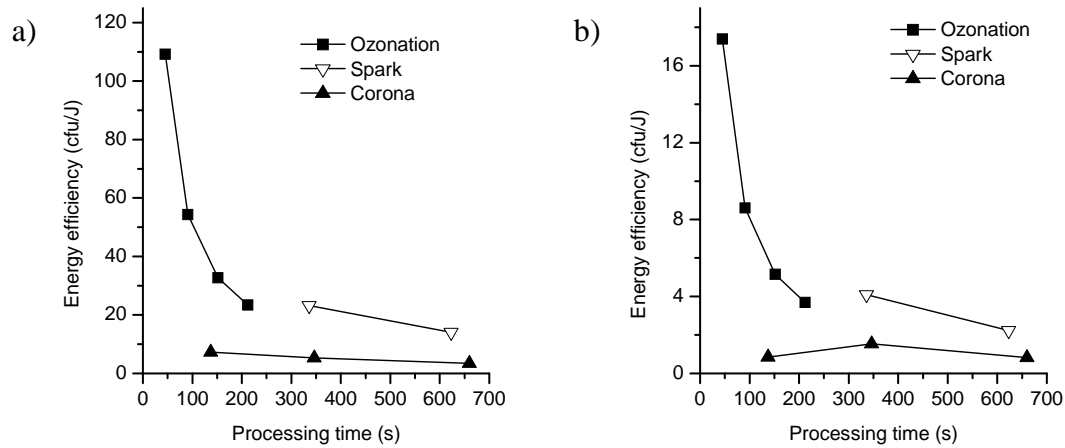 a)
Energy efficiency (cfu/J)
120
100
80
60
40
20
0
Ozonation
Spark
Corona
0 100 200 300 400 500 600 700
Processing time (s)
b)
Energy efficiency (cfu/J)
16
12
8
4
0
Ozonation
Spark
Corona
0 100 200 300 400 500 600 700
Processing time (s)